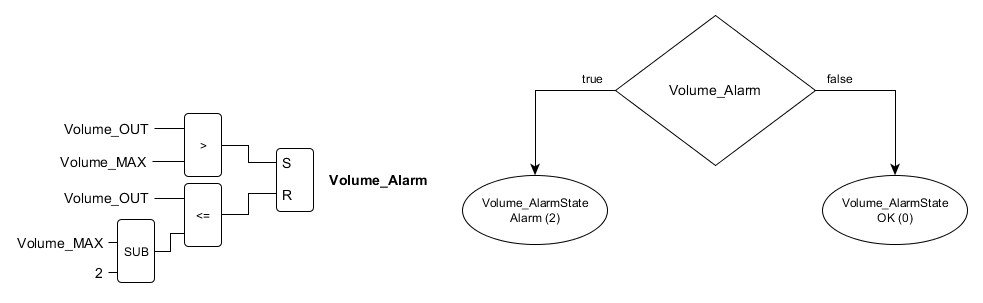 Volume_OUT
Volume_MAX
>
S
R
Volume_Alarm
Volume_OUT
<=
Volume_MAX
2
SUB
Volume_Alarm
true
false
Volume_AlarmState
Alarm (2)
Volume_AlarmState
OK (0)